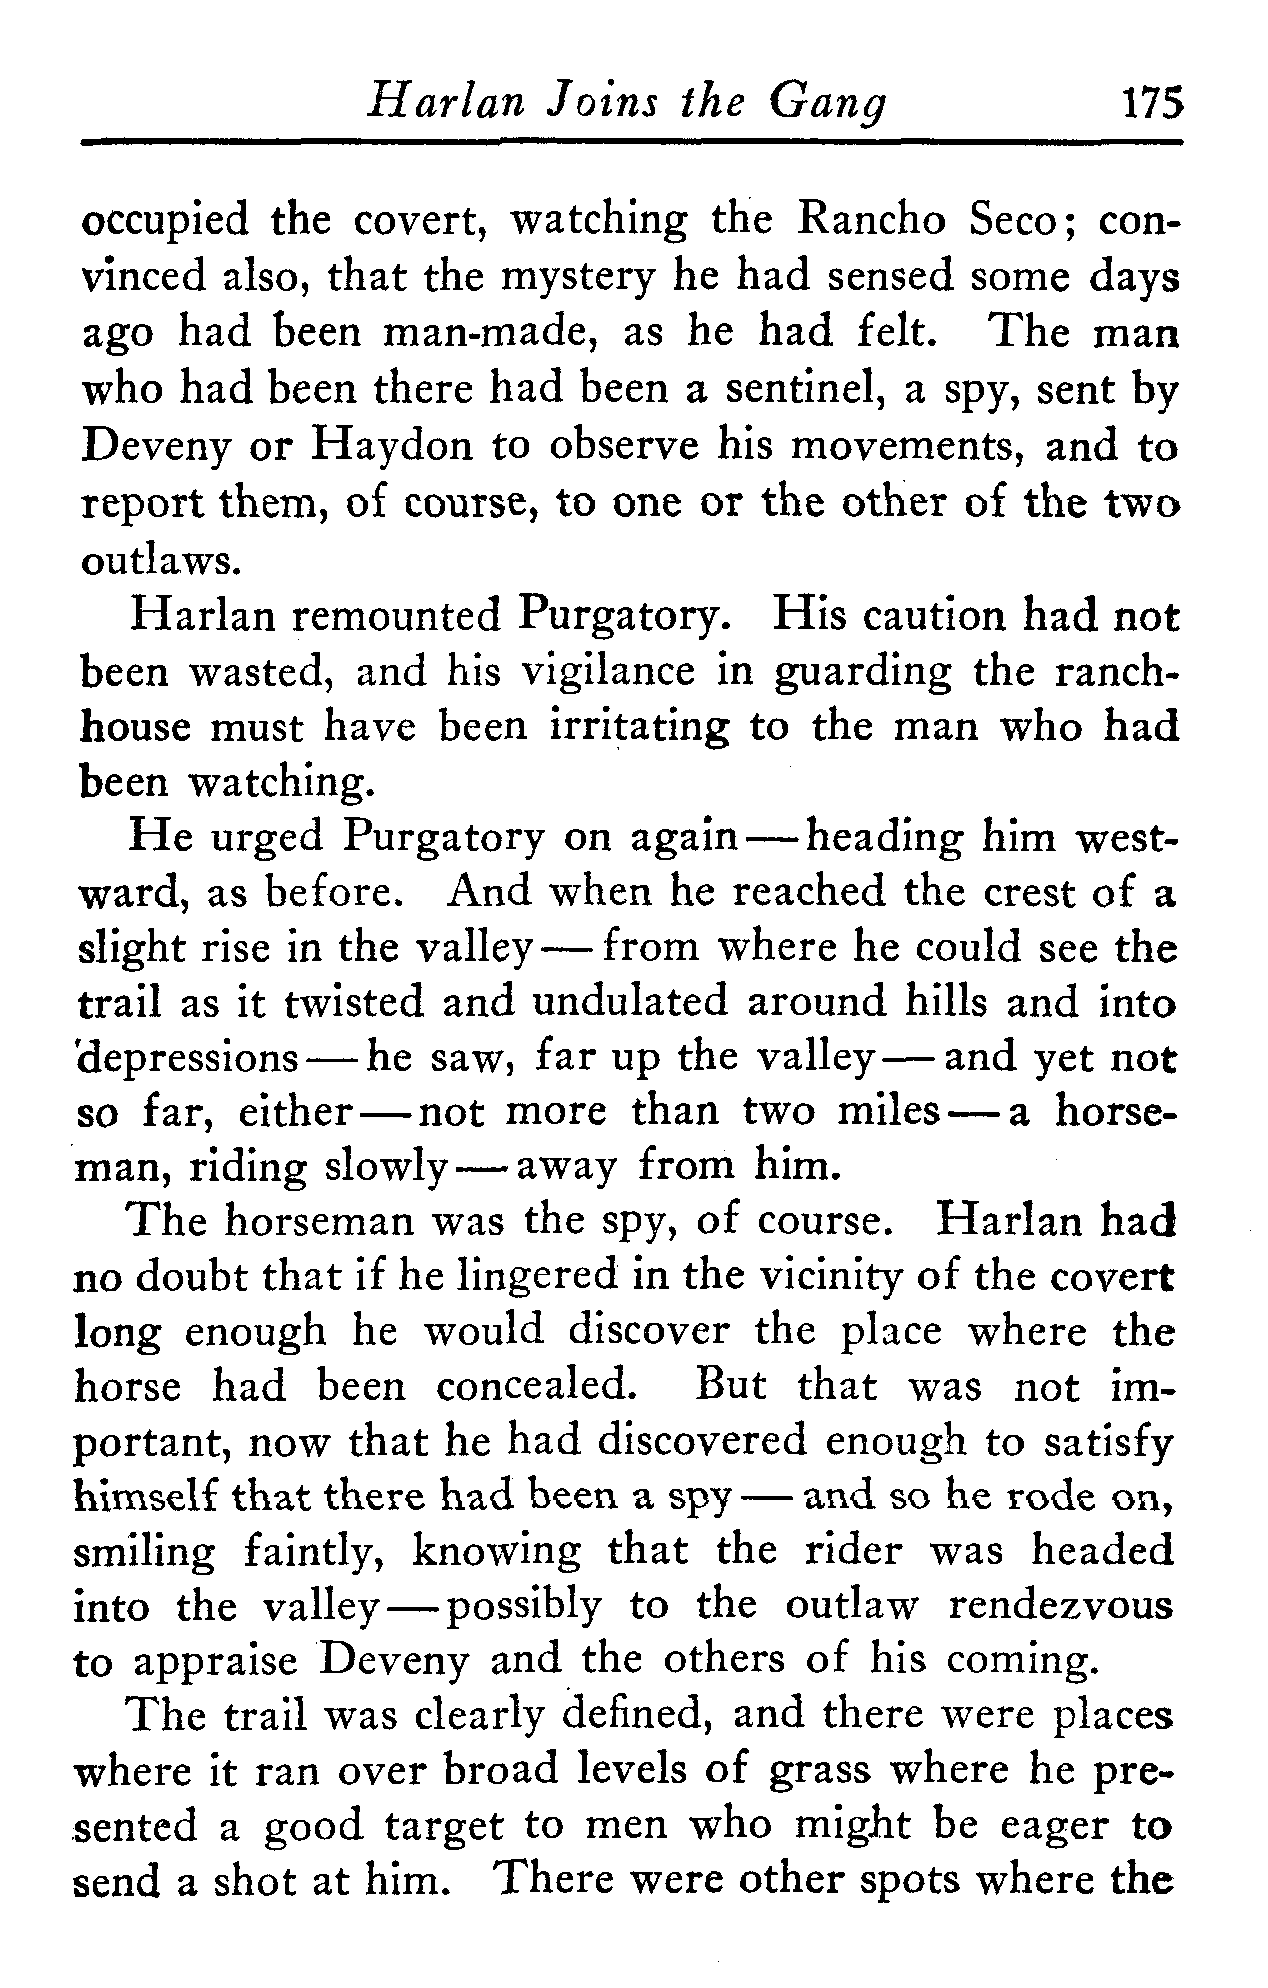 Harlan Joins the Gang 175
occupied the covert, watching the Rancho Seco; con-
vinced also, that the mystery he had sensed some days
ago had been man-made, as he had felt. The man
who had been there had been a sentinel, a spy, sent by
Deveny or Haydon to observe his movements, and to
report them, of course, to one or the other of the two
outlaws.
Harlan remounted Purgatory. His caution had not
been wasted, and his vigilance in guarding the ranch-
house must have been irritating to the man who had
been watching.
He urged Purgatory on again—heading him west-
ward, as before. And when he reached the crest of a
slight rise in the valley—from where he could see the
trail as it twisted and undulated around hills and into
depressions—he saw, far up the valley—and yet not
so far, either—not more than two miles—a horse-
man, riding slowly—away from him.
The horseman was the spy, of course. Harlan had
no doubt that if he lingered in the vicinity of the covert
long enough he would discover the place where the
horse had been concealed. But that was not im-
portant, now that he had discovered enough to satisfy
himself that there had been a spy—and so he rode on,
smiling faintly, knowing that the rider was headed
into the valley—possibly to the outlaw rendezvous
to appraise Deveny and the others of his coming.
The trail was clearly defined, and there were places
where it ran over broad levels of grass where he pre-
sented a good target to men who might be eager to
send a shot at him. There were other spots where the